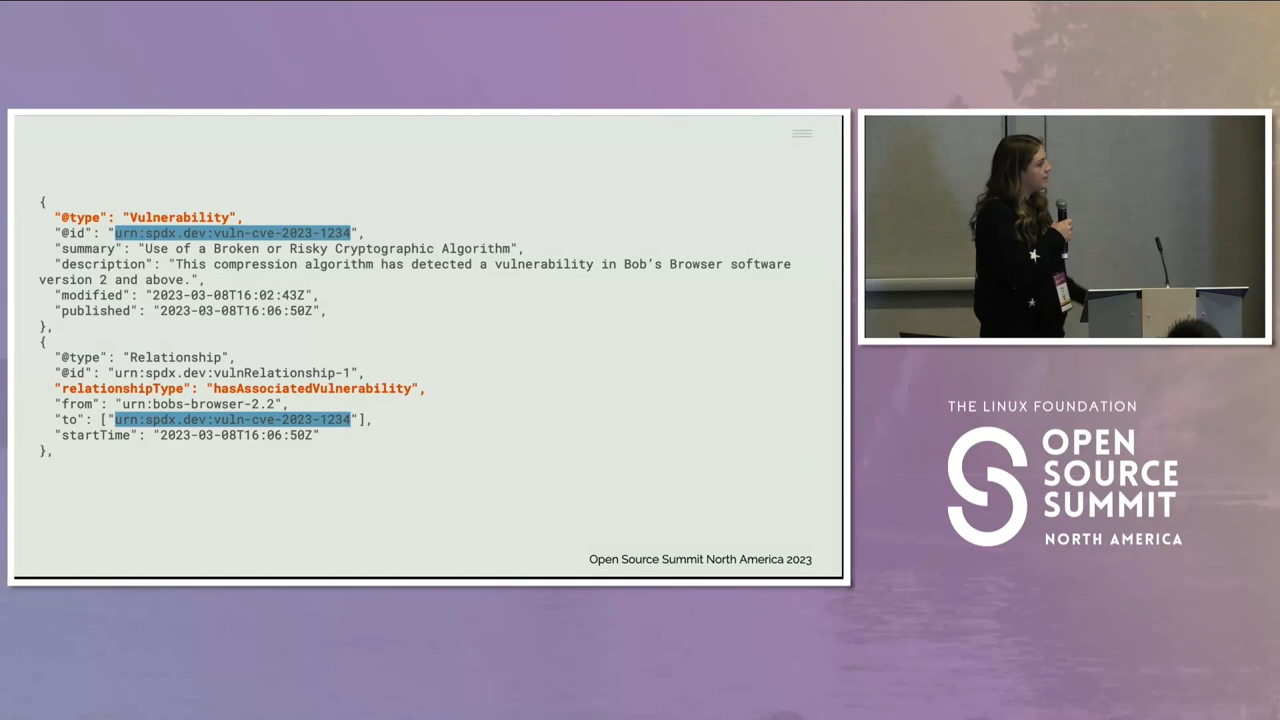 {
"@type": "Vulnerability",
"@id": "urn:spdx.dev:vuln-cve-2023-1234",
"summary": "Use of a Broken or Risky Cryptographic Algorithm",
"description": "This compression algorithm has detected a vulnerability in Bob's Browser software
version 2 and above.",
"modified": "2023-03-08T16:02:43Z",
"published": "2023-03-08T16:06:50Z",
},
{
"@type": "Relationship",
"@id": "urn:spdx.dev:vulnRelationship-1",
"relationshipType": "hasAssociatedVulnerability",
"from": "urn:bobs-browser-2.2",
"to": ["urn:spdx.dev:vuln-cve-2023-1234"],
"startTime": "2023-03-08T16:06:50Z"
},
Open Source Summit North America 2023
THE LINUX FOUNDATION
OPEN
SOURCE
SUMMIT
NORTH AMERICA